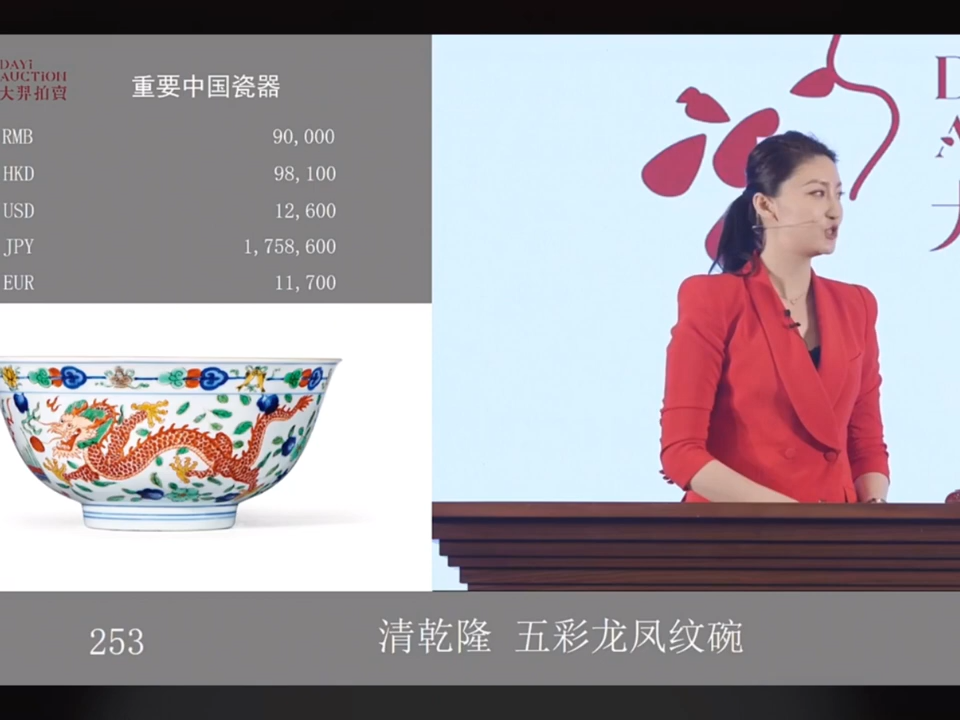 DAYi
AUCTION
大羿拍賣
重要中国瓷器
RMB 90,000
HKD 98,100
USD 12,600
JPY 1,758,600
EUR 11,700
253
清乾隆 五彩龙凤纹碗